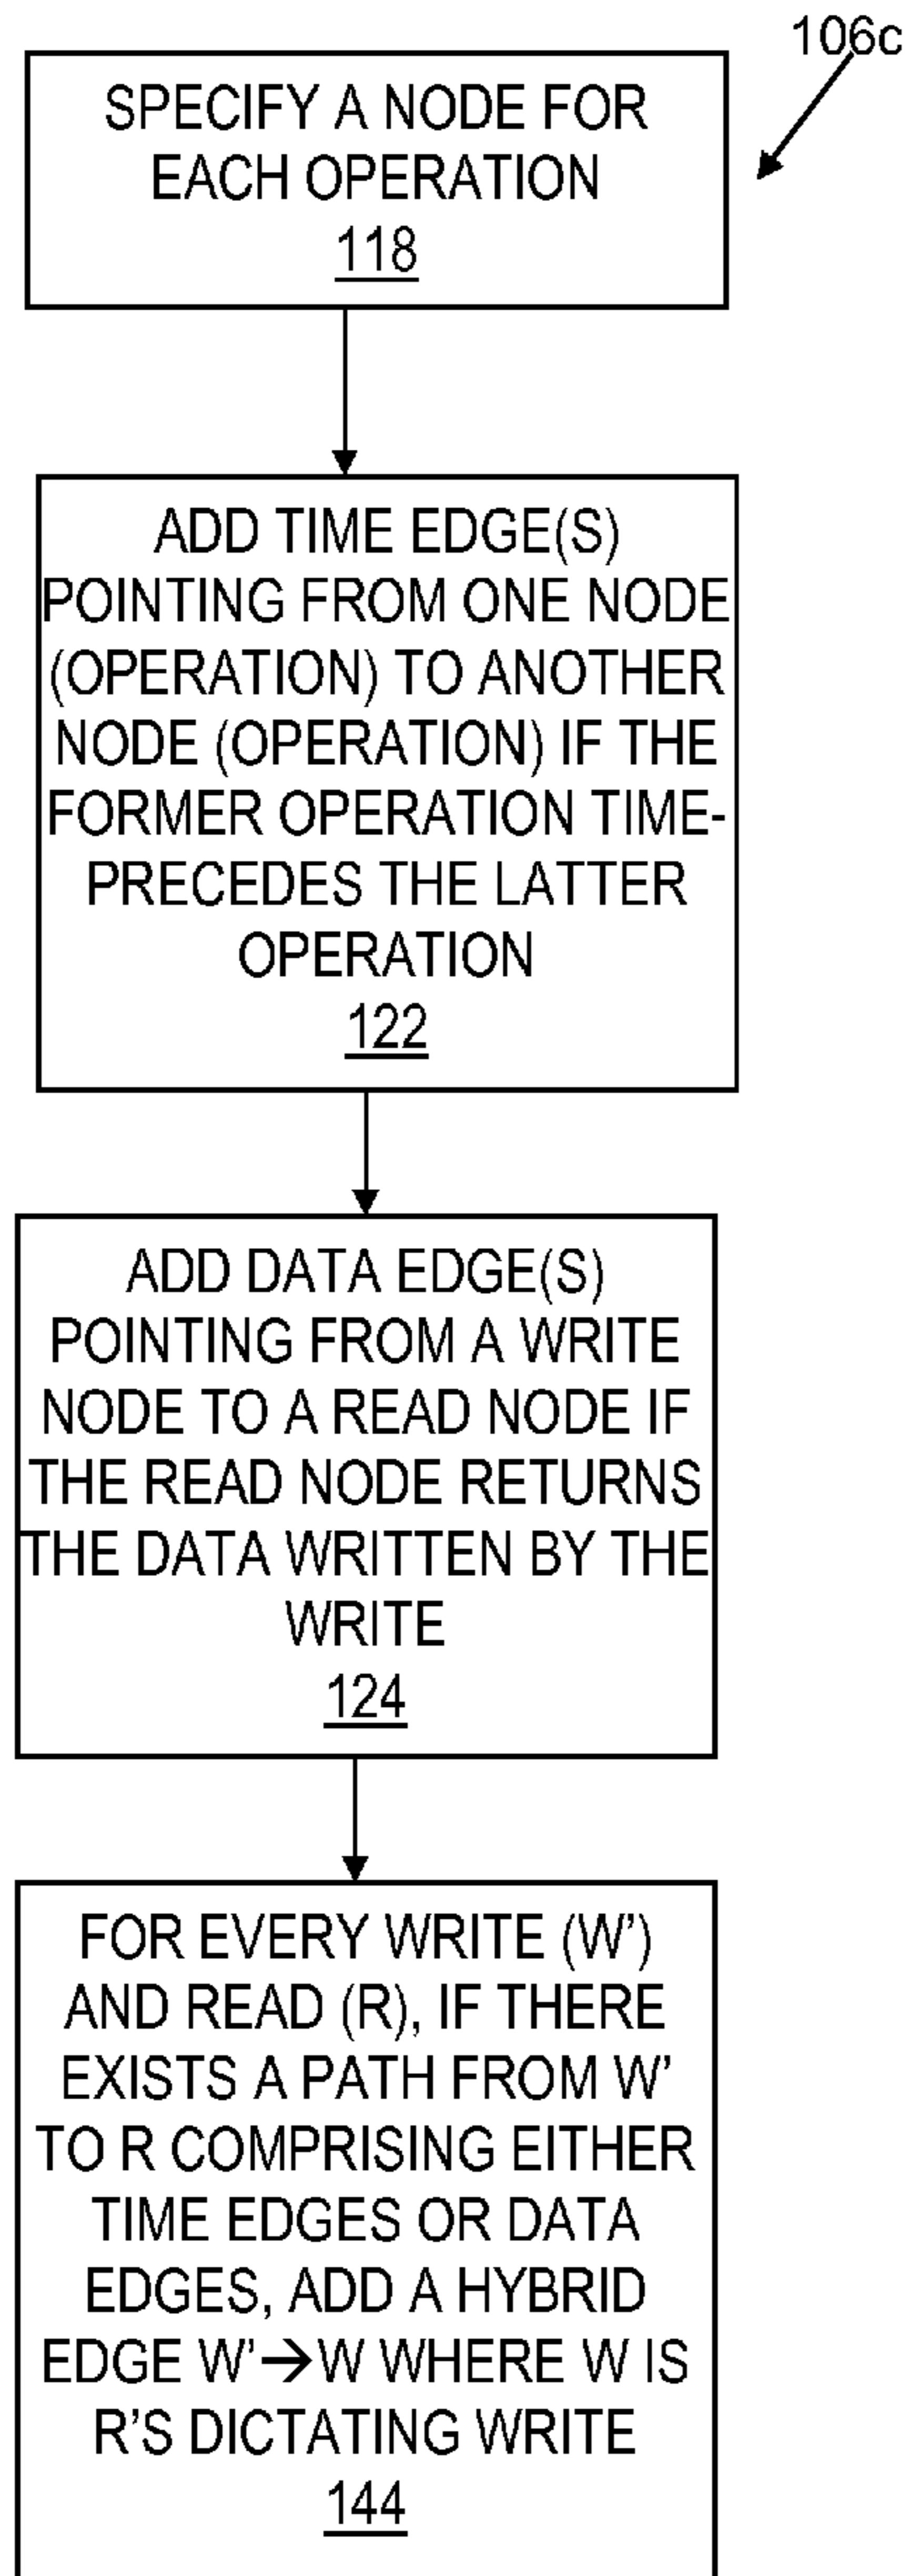 106c
SPECIFY A NODE FOR
EACH OPERATION
118
ADD TIME EDGE(S)
POINTING FROM ONE NODE
(OPERATION) TO ANOTHER
NODE (OPERATION) IF THE
FORMER OPERATION TIME-
PRECEDES THE LATTER
OPERATION
122
ADD DATA EDGE(S)
POINTING FROM A WRITE
NODE TO A READ NODE IF
THE READ NODE RETURNS
THE DATA WRITTEN BY THE
WRITE
124
FOR EVERY WRITE (W')
AND READ (R), IF THERE
EXISTS A PATH FROM W'
TO R COMPRISING EITHER
TIME EDGES OR DATA
EDGES, ADD A HYBRID
EDGE W'→W WHERE W IS
R'S DICTATING WRITE
144